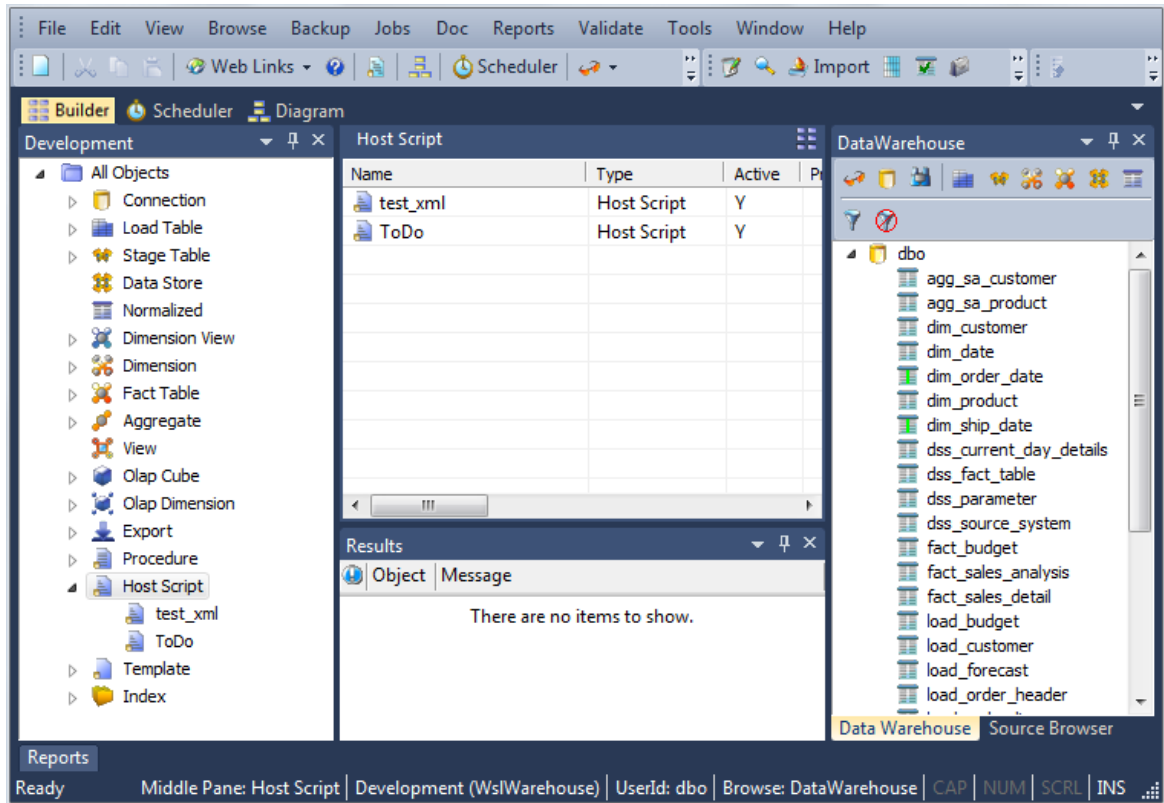 File Edit View Browse Backup Jobs Doc Reports Validate Tools Window Help
Web Links Scheduler Import
Builder Scheduler Diagram
Development
All Objects
Connection
Load Table
Stage Table
Data Store
Normalized
Dimension View
Dimension
Fact Table
Aggregate
View
Olap Cube
Olap Dimension
Export
Procedure
Host Script
test_xml
ToDo
Template
Index
Host Script
Name Type Active
test_xml Host Script Y
ToDo Host Script Y
Results
Object Message
There are no items to show.
DataWarehouse
dbo
agg_sa_customer
agg_sa_product
dim_customer
dim_date
dim_order_date
dim_product
dim_ship_date
dss_current_day_details
dss_fact_table
dss_parameter
dss_source_system
fact_budget
fact_sales_analysis
fact_sales_detail
load_budget
load_customer
load_forecast
load_order_header
Data Warehouse Source Browser
Reports
Ready Middle Pane: Host Script Development (WslWarehouse) UserId: dbo Browse: DataWarehouse CAP NUM SCRL INS